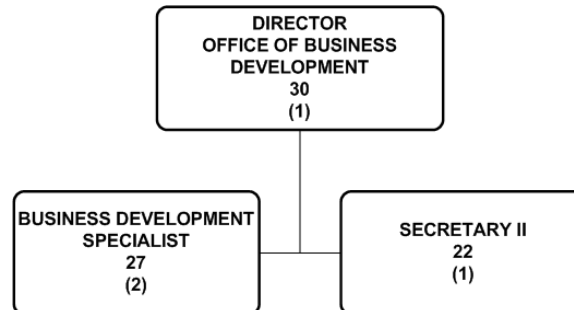 DIRECTOR
OFFICE OF BUSINESS
DEVELOPMENT
30
(1)
BUSINESS DEVELOPMENT
SPECIALIST
27
(2)
SECRETARY II
22
(1)